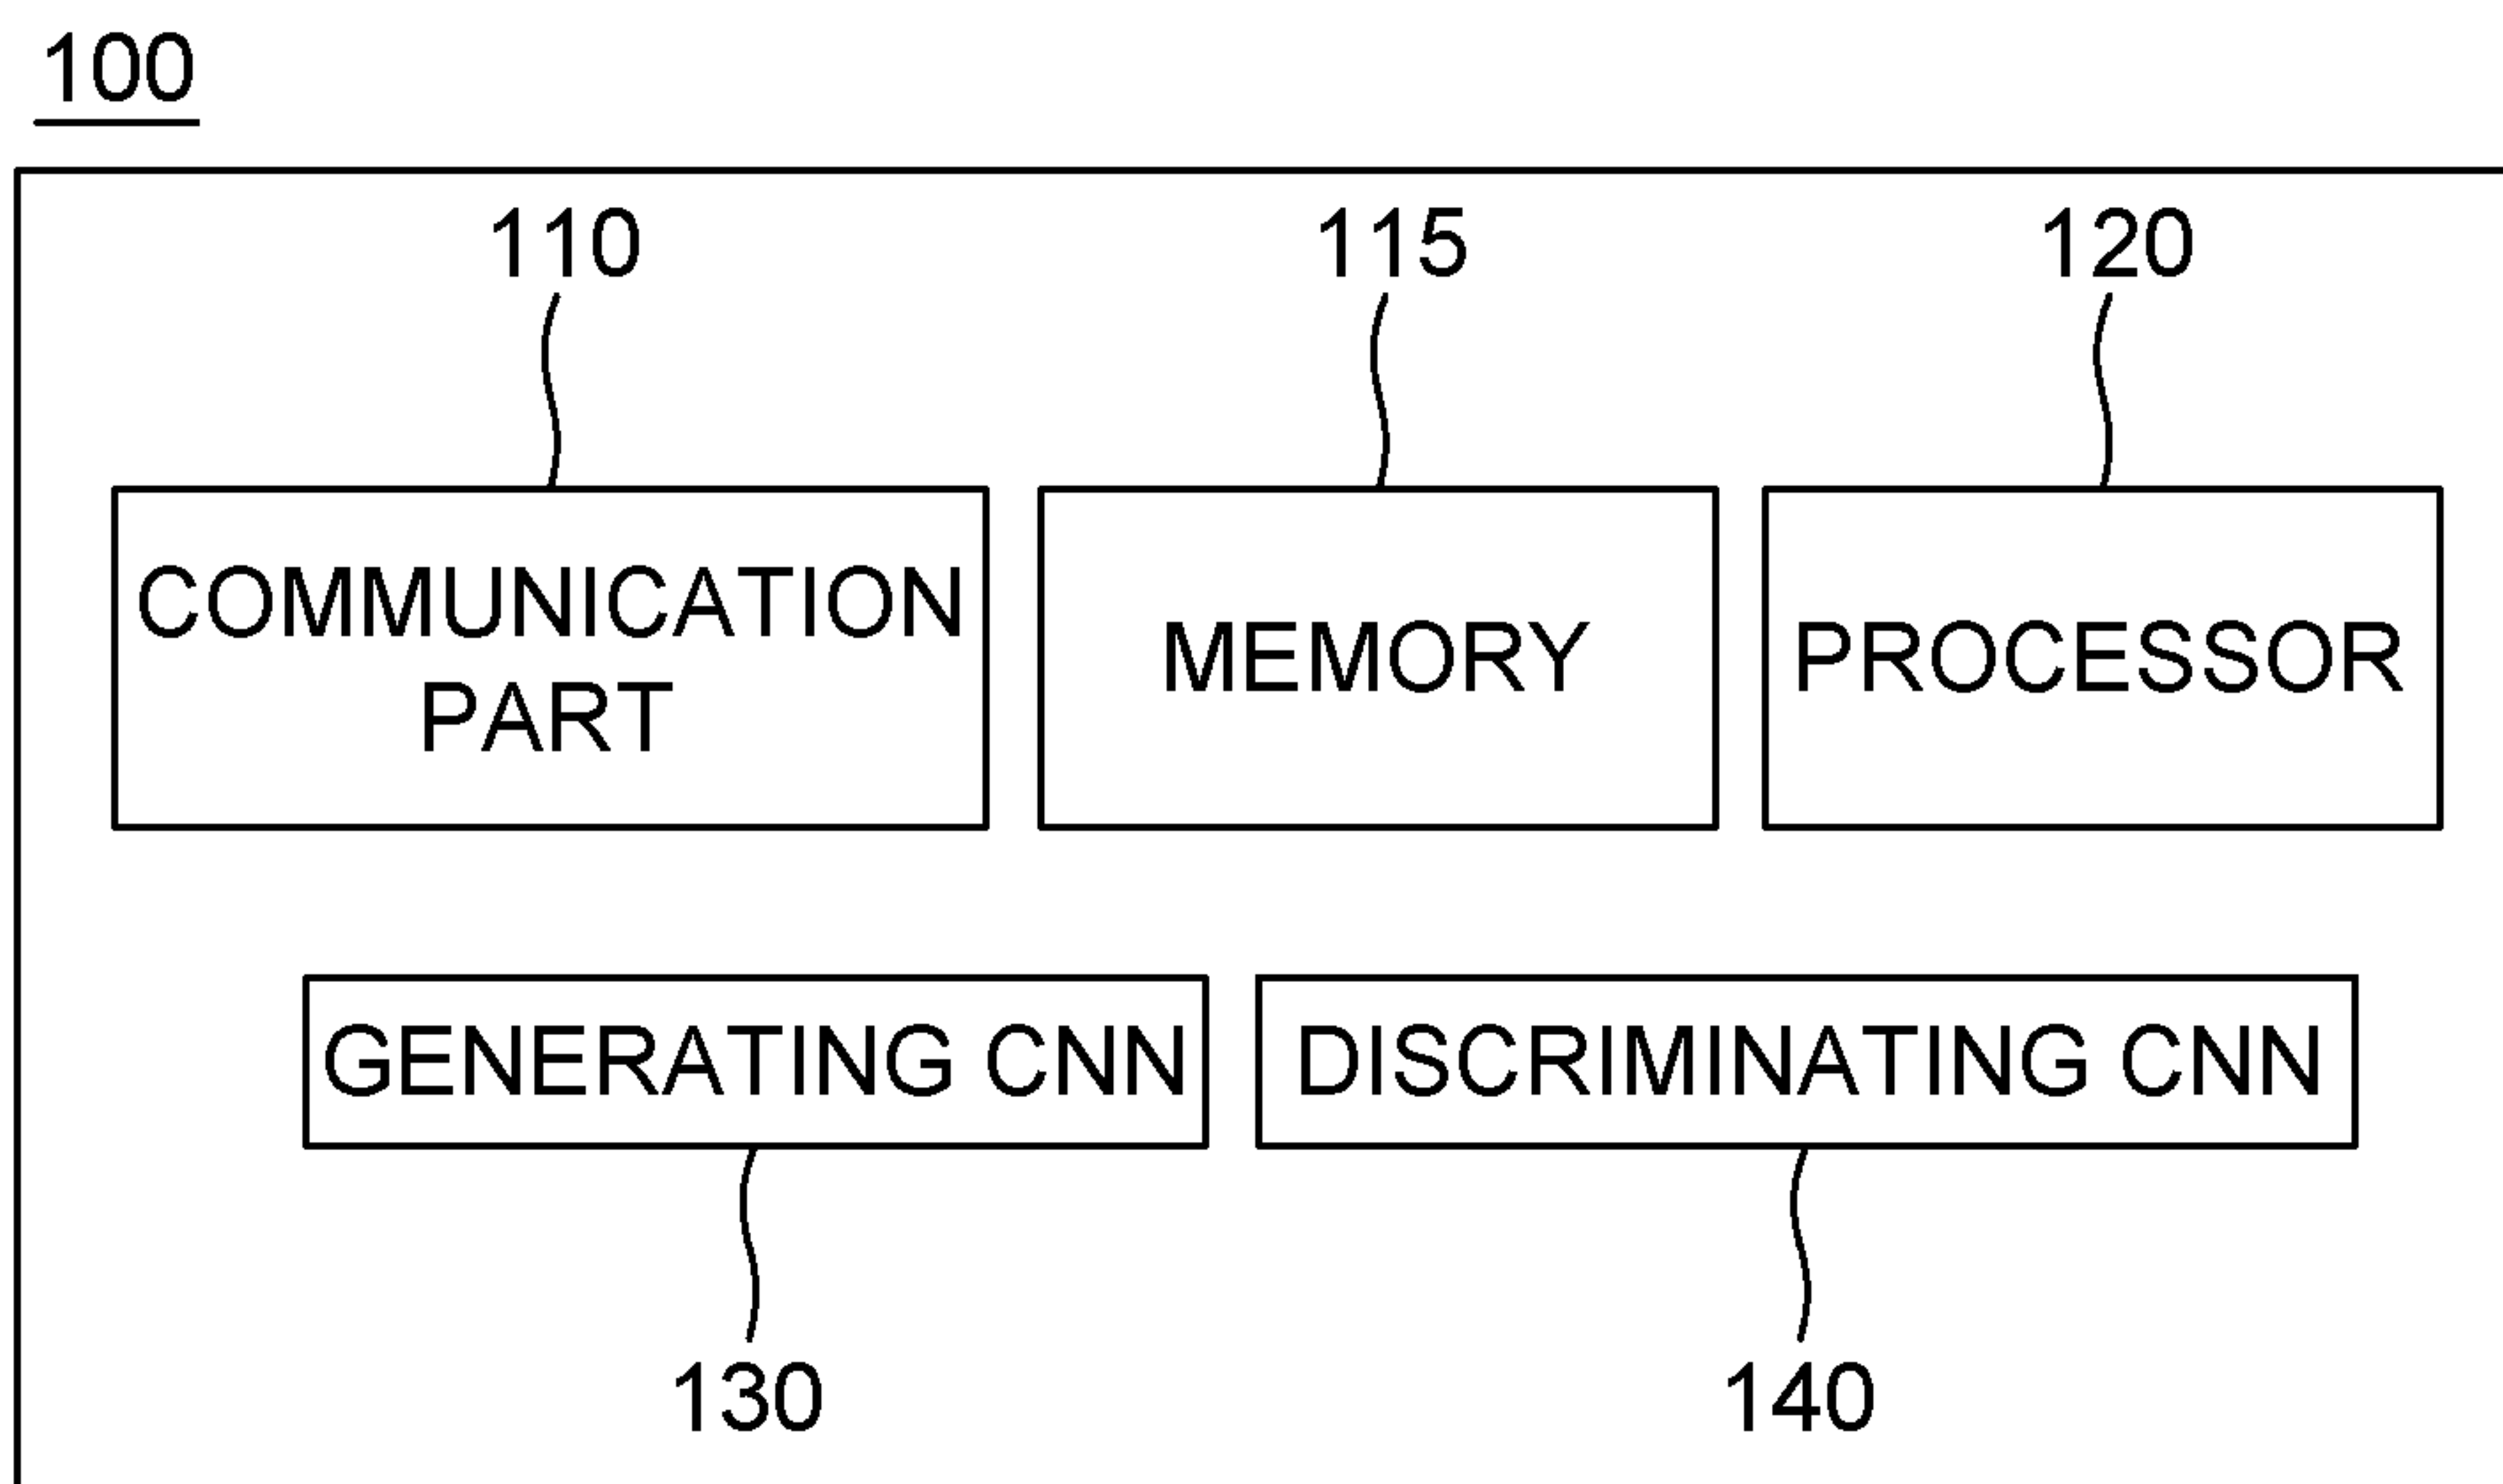 100
110 115 120
COMMUNICATION
PART
MEMORY
PROCESSOR
GENERATING CNN
DISCRIMINATING CNN
130 140